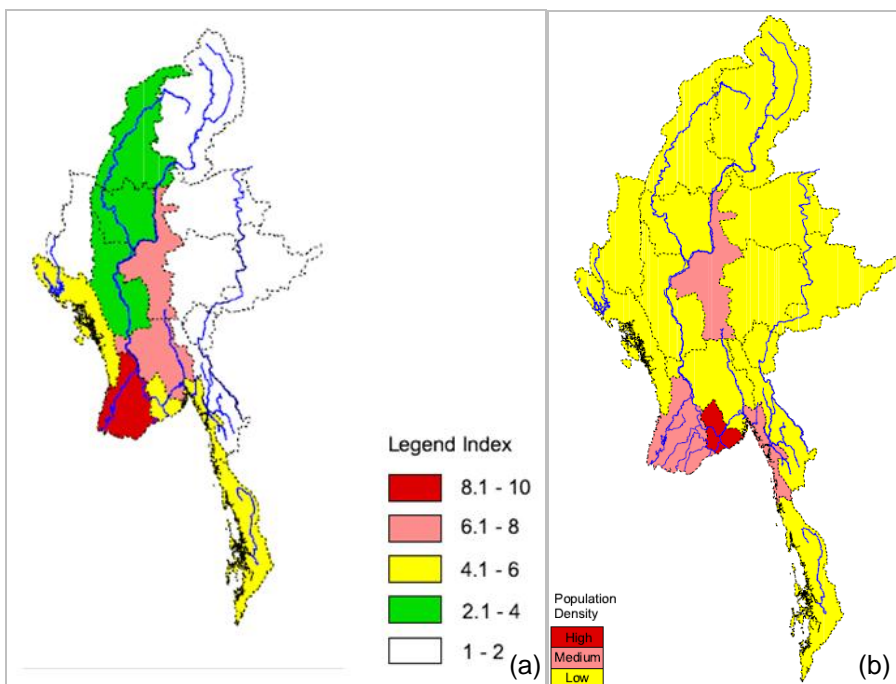 Legend Index
8.1 - 10
6.1 - 8
4.1 - 6
2.1 - 4
1 - 2
(a)
Population
Density
High
Medium
Low
(b)